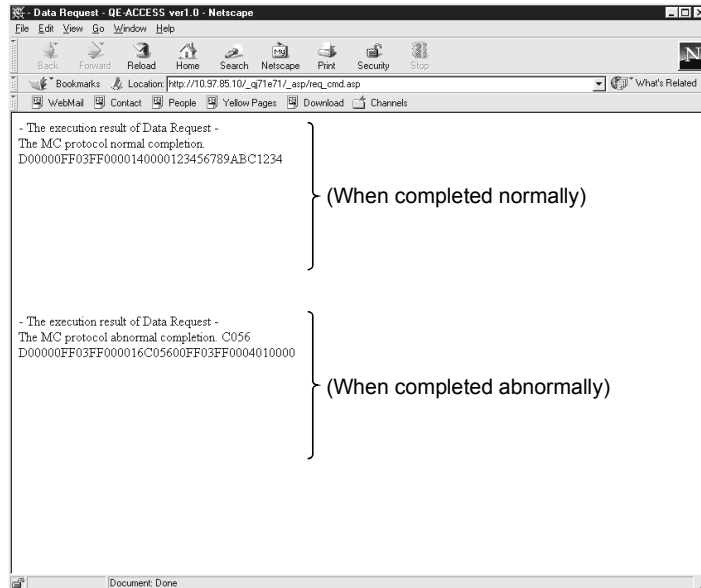 - Data Request - QE-ACCESS ver1.0 - Netscape
File Edit View Go Window Help
Back Forward Reload Home Search Netscape Print Security Stop
N
Bookmarks Location: http://10.97.85.10/_qj71e71/_asp/req_cmd.asp What's Related
WebMail Contact People Yellow Pages Download Channels
- The execution result of Data Request -
The MC protocol normal completion.
D00000FF03FF0000140000123456789ABC1234
(When completed normally)
- The execution result of Data Request -
The MC protocol abnormal completion. C056
D00000FF03FF000016C05600FF03FF0004010000
(When completed abnormally)
Document: Done